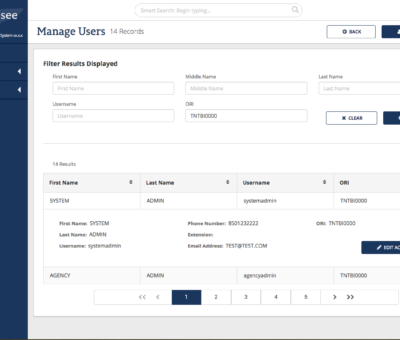 see
Smart Search: Begin typing...
System
Manage Users 14 Records
BACK
Filter Results Displayed
First Name Middle Name Last Name
First Name Middle Name Last Name
Username ORI
Username TNTBI0000 CLEAR
14 Results
First Name Last Name Username ORI
SYSTEM ADMIN systemadmin TNTBI0000
First Name: SYSTEM Phone Number: 8501232222 ORI: TNTBI0000
Last Name: ADMIN Extension:
Username: systemadmin Email Address: TEST@TEST.COM
EDIT AC
AGENCY ADMIN agencyadmin TNTBI0000
<< < 1 2 3 4 5 > >>